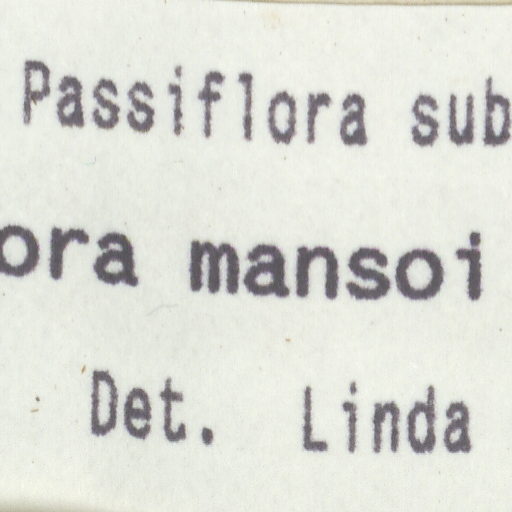 Passiflora sub
ora mansoi
Det. Linda